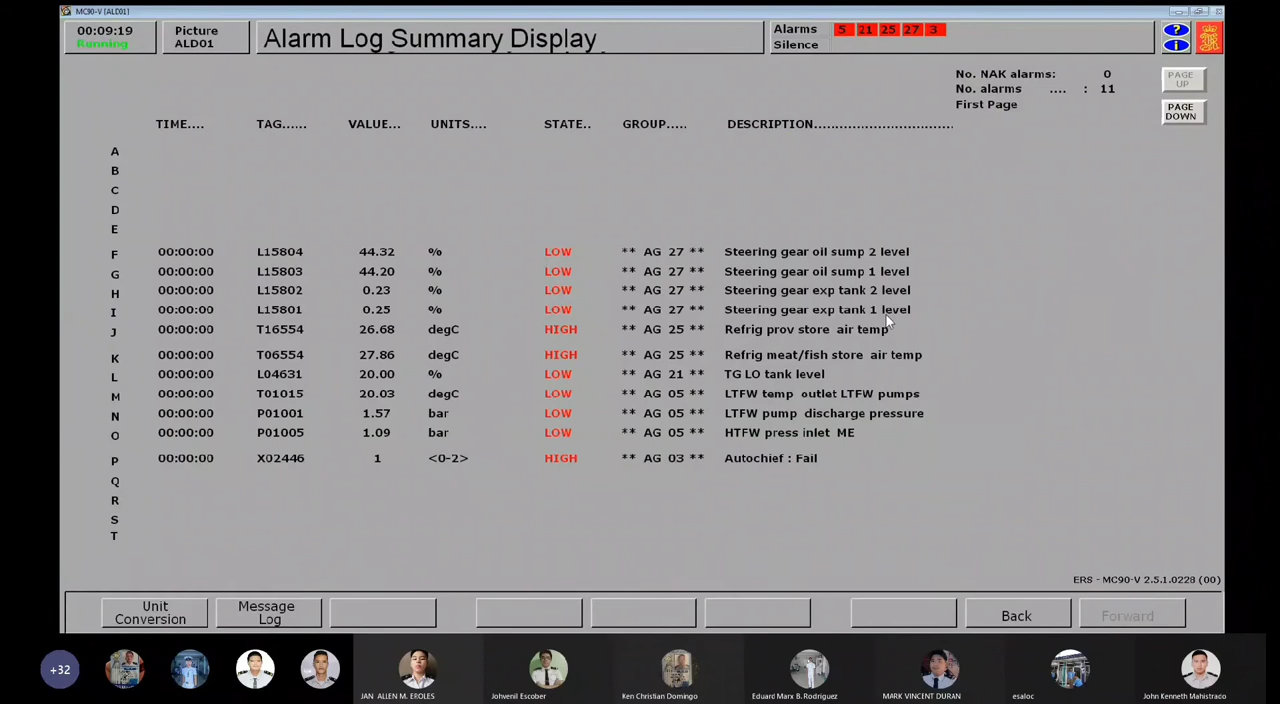 MC90-V [ALD01]
00:09:19
Running
Picture
ALD01
Alarm Log Summary Display
Alarms 5 21 25 27 3
Silence
?
i
No. NAK alarms: 0
No. alarms .... : 11
First Page
PAGE UP
PAGE DOWN
TIME.... TAG...... VALUE... UNITS.... STATE.. GROUP..... DESCRIPTION..................................
A
B
C
D
E
F 00:00:00 L15804 44.32 % LOW ** AG 27 ** Steering gear oil sump 2 level
G 00:00:00 L15803 44.20 % LOW ** AG 27 ** Steering gear oil sump 1 level
H 00:00:00 L15802 0.23 % LOW ** AG 27 ** Steering gear exp tank 2 level
I 00:00:00 L15801 0.25 % LOW ** AG 27 ** Steering gear exp tank 1 level
J 00:00:00 T16554 26.68 degC HIGH ** AG 25 ** Refrig prov store air temp
K 00:00:00 T06554 27.86 degC HIGH ** AG 25 ** Refrig meat/fish store air temp
L 00:00:00 L04631 20.00 % LOW ** AG 21 ** TG LO tank level
M 00:00:00 T01015 20.03 degC LOW ** AG 05 ** LTFW temp outlet LTFW pumps
N 00:00:00 P01001 1.57 bar LOW ** AG 05 ** LTFW pump discharge pressure
O 00:00:00 P01005 1.09 bar LOW ** AG 05 ** HTFW press inlet ME
P 00:00:00 X02446 1 <0-2> HIGH ** AG 03 ** Autochief : Fail
Q
R
S
T
ERS - MC90-V 2.5.1.0228 (00)
Unit Conversion
Message Log
Back
Forward
+32
JAN ALLEN M. EROLES
Johvenil Escober
Ken Christian Domingo
Eduard Marx B. Rodriguez
MARK VINCENT DURAN
esaloc
John Kenneth Mahistrado